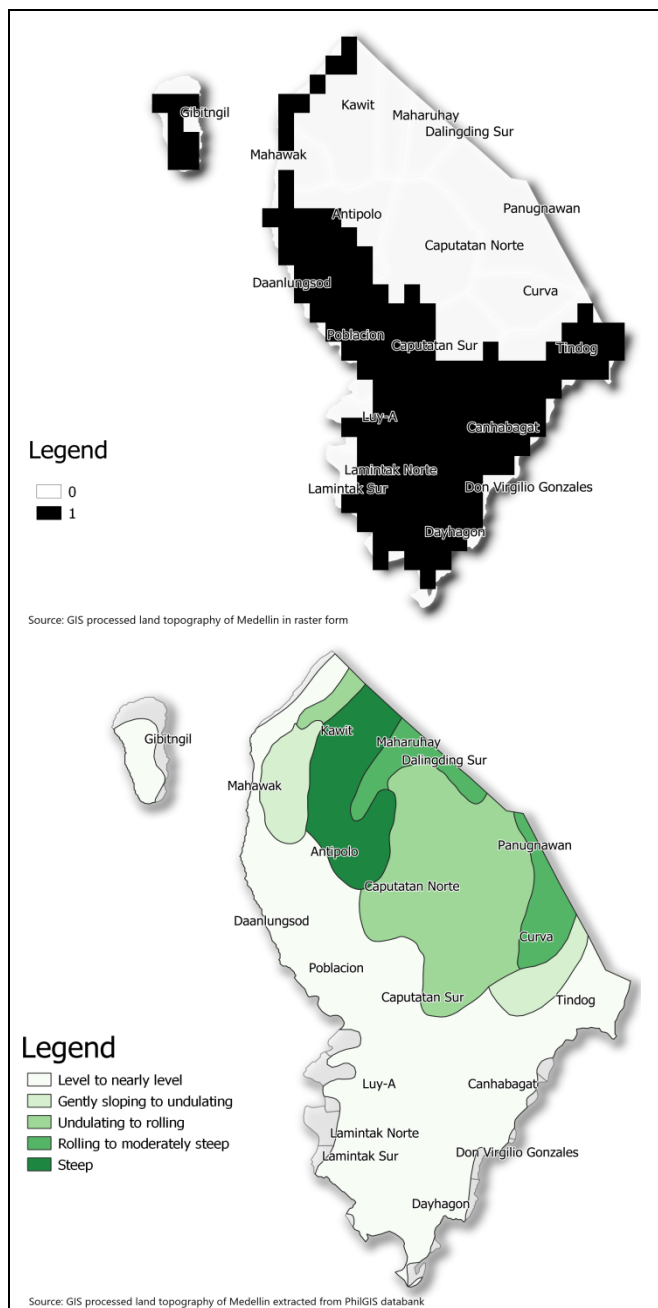 Kawit
Maharuhay
Gibitngil
Dalingding Sur
Mahawak
Panugnawan
Antipolo
Caputatan Norte
Daanlungsod
Curva
Poblacion
Caputatan Sur
Tindog
Luy-A
Canhabagat
Legend
Lamintak Norte
Lamintak Sur
Don Virgilio Gonzales
0
1
Dayhagon
Source: GIS processed land topography of Medellin in raster form
Kawit
Gibitngil
Maharuhay
Dalingding Sur
Mahawak
Antipolo
Panugnawan
Caputatan Norte
Daanlungsod
Curva
Poblacion
Caputatan Sur
Tindog
Legend
Level to nearly level
Gently sloping to undulating
Undulating to rolling
Rolling to moderately steep
Steep
Luy-A
Canhabagat
Lamintak Norte
Lamintak Sur
Don Virgilio Gonzales
Dayhagon
Source: GIS processed land topography of Medellin extracted from PhilGIS databank